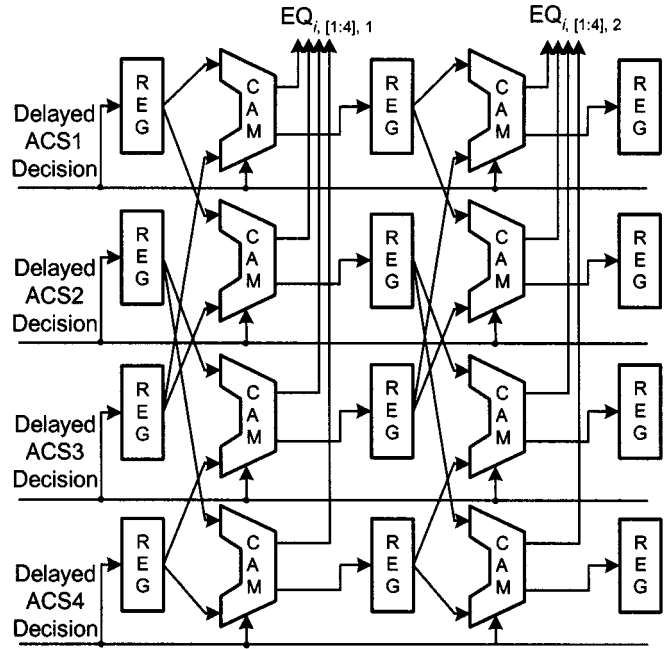 EQi, [1:4], 1
EQi, [1:4], 2
REG
CAM
REG
CAM
REG
Delayed
ACS1
Decision
REG
CAM
REG
CAM
REG
Delayed
ACS2
Decision
REG
CAM
REG
CAM
REG
Delayed
ACS3
Decision
REG
CAM
REG
CAM
REG
Delayed
ACS4
Decision